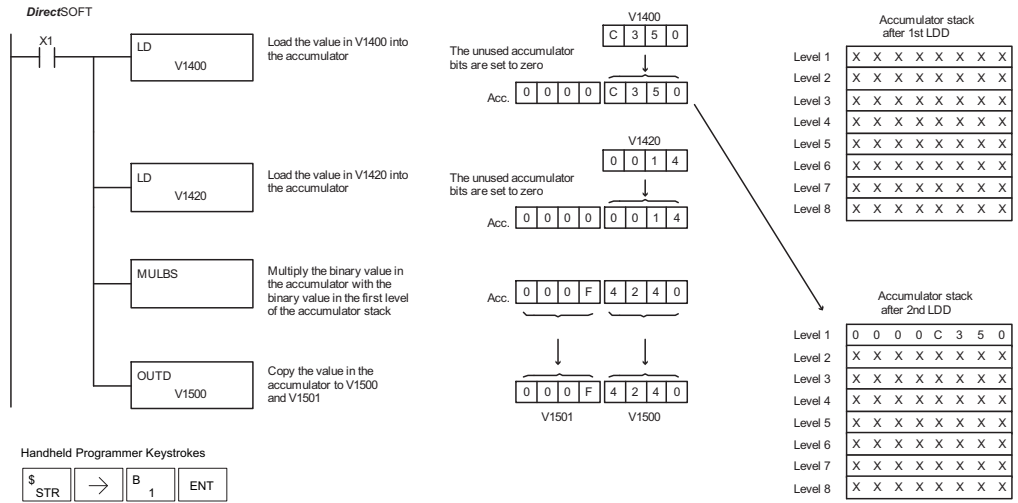 DirectSOFT
X1
LD
V1400
Load the value in V1400 into
the accumulator
LD
V1420
Load the value in V1420 into
the accumulator
MULBS
Multiply the binary value in
the accumulator with the
binary value in the first level
of the accumulator stack
OUTD
V1500
Copy the value in the
accumulator to V1500
and V1501
V1400
C 3 5 0
The unused accumulator
bits are set to zero
Acc. 0 0 0 0 C 3 5 0
V1420
0 0 1 4
The unused accumulator
bits are set to zero
Acc. 0 0 0 0 0 0 1 4
Acc. 0 0 0 F 4 2 4 0
0 0 0 F 4 2 4 0
V1501 V1500
Accumulator stack
after 1st LDD
Level 1 X X X X X X X X
Level 2 X X X X X X X X
Level 3 X X X X X X X X
Level 4 X X X X X X X X
Level 5 X X X X X X X X
Level 6 X X X X X X X X
Level 7 X X X X X X X X
Level 8 X X X X X X X X
Accumulator stack
after 2nd LDD
Level 1 0 0 0 0 C 3 5 0
Level 2 X X X X X X X X
Level 3 X X X X X X X X
Level 4 X X X X X X X X
Level 5 X X X X X X X X
Level 6 X X X X X X X X
Level 7 X X X X X X X X
Level 8 X X X X X X X X
Handheld Programmer Keystrokes
$ STR → B 1 ENT